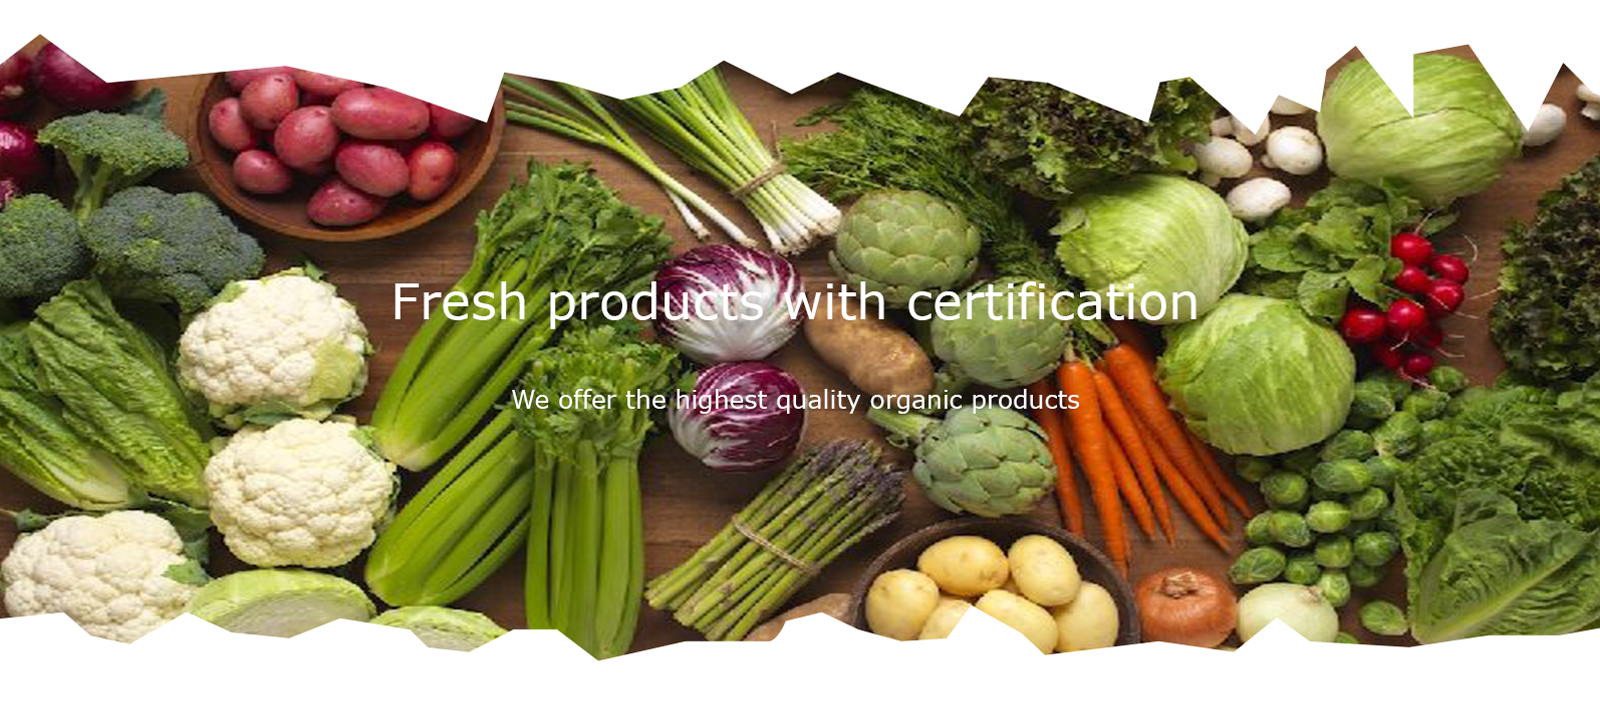 Fresh products with certification
We offer the highest quality organic products